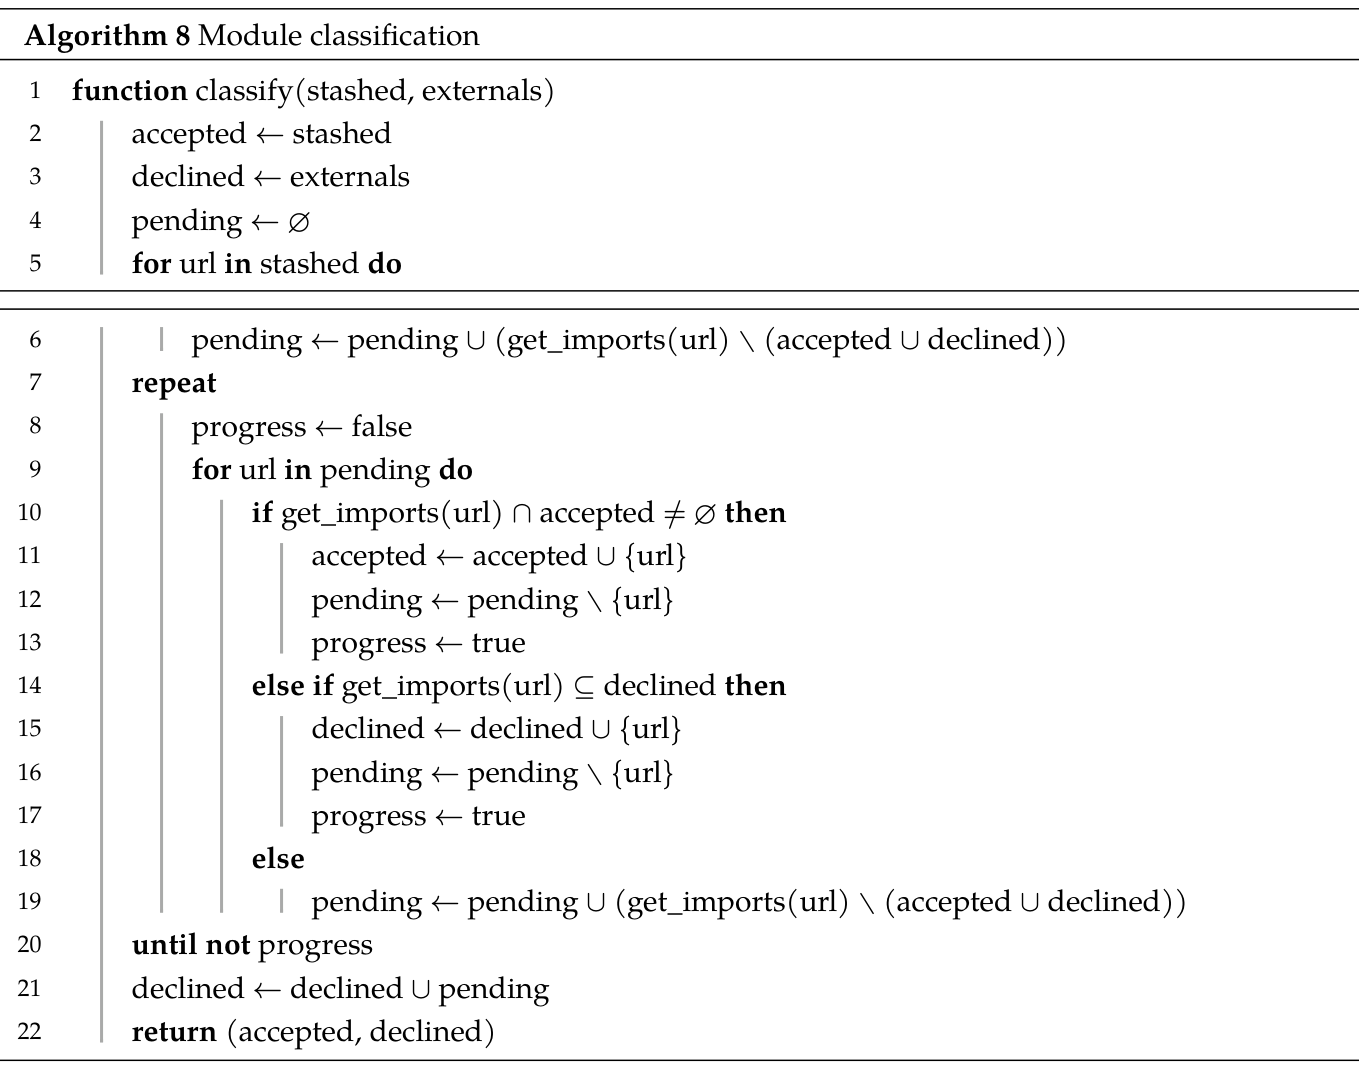 Algorithm 8 Module classification
1 function classify(stashed, externals)
2 accepted ← stashed
3 declined ← externals
4 pending ← ∅
5 for url in stashed do
6 pending ← pending ∪ (get_imports(url) \ (accepted ∪ declined))
7 repeat
8 progress ← false
9 for url in pending do
10 if get_imports(url) ∩ accepted ≠ ∅ then
11 accepted ← accepted ∪ {url}
12 pending ← pending \ {url}
13 progress ← true
14 else if get_imports(url) ⊆ declined then
15 declined ← declined ∪ {url}
16 pending ← pending \ {url}
17 progress ← true
18 else
19 pending ← pending ∪ (get_imports(url) \ (accepted ∪ declined))
20 until not progress
21 declined ← declined ∪ pending
22 return (accepted, declined)